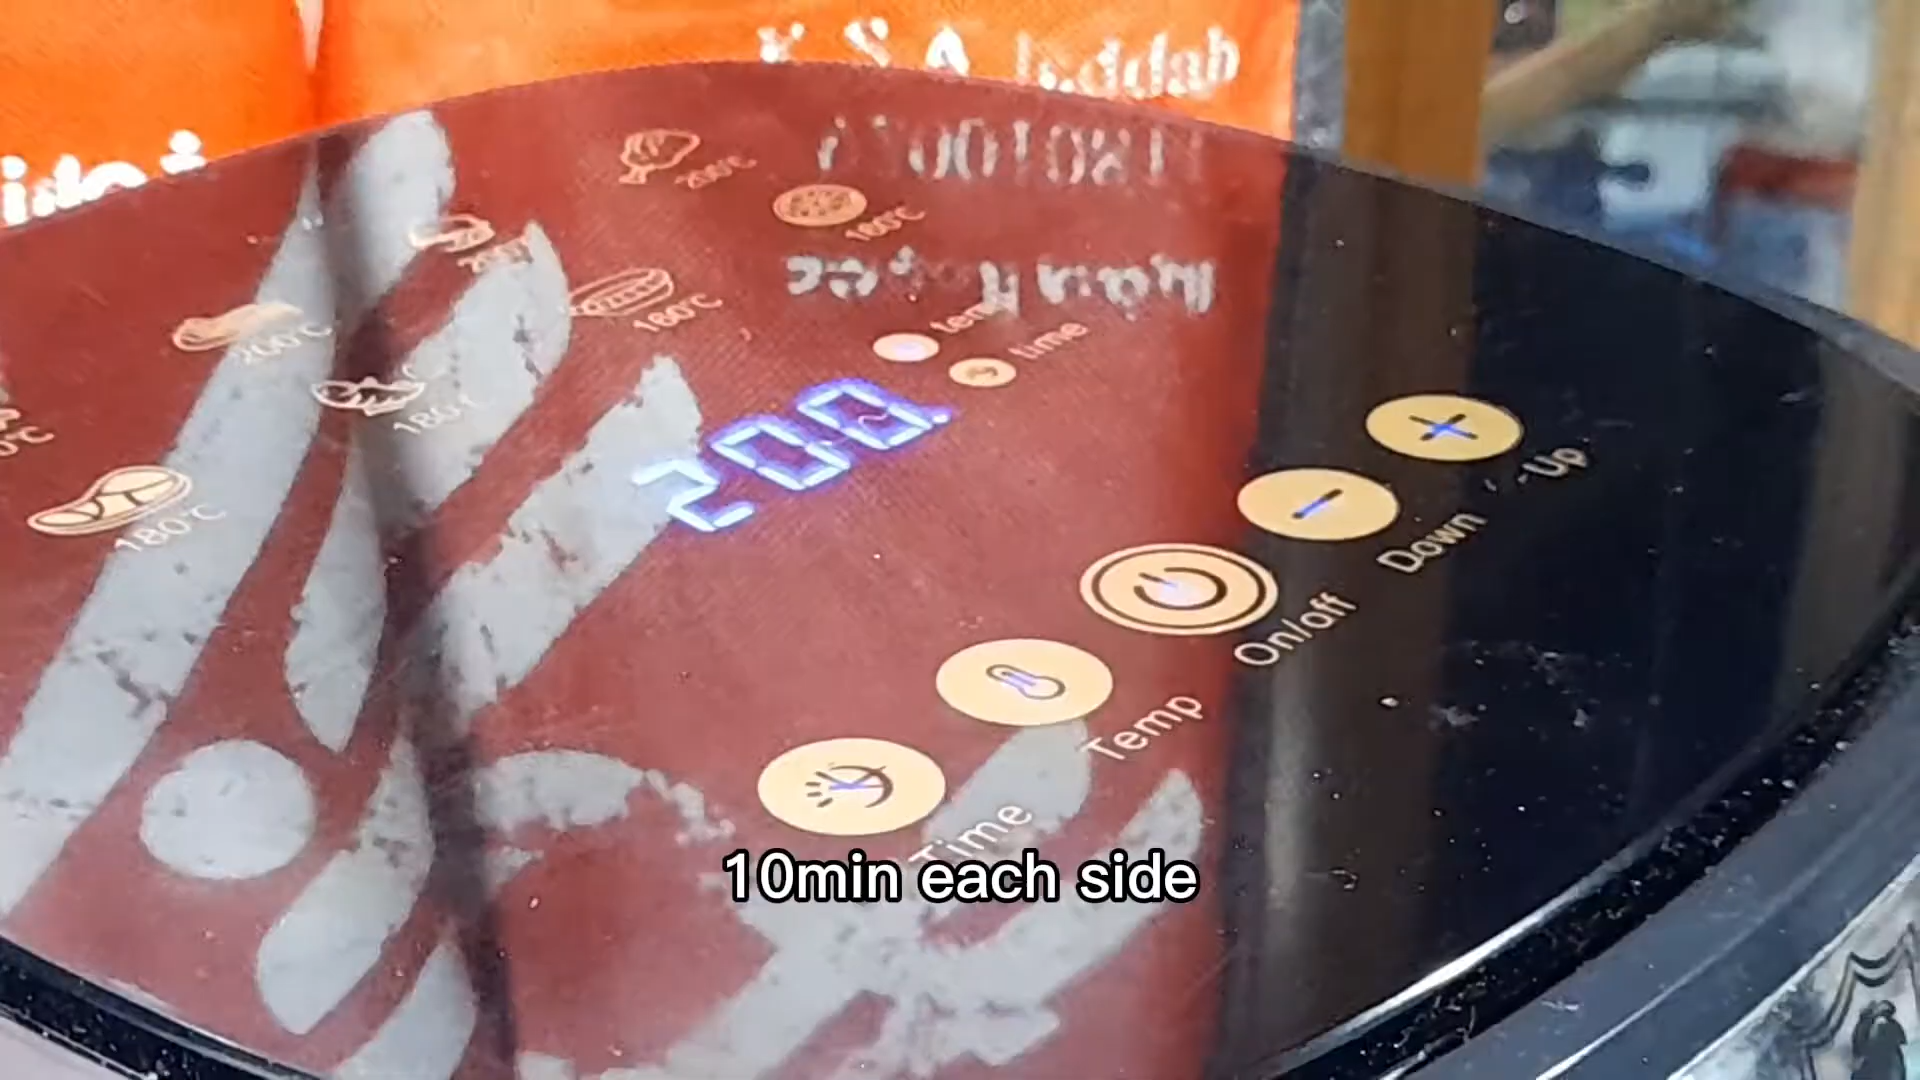 K.S.A Jeddah
200°C
180°C
200°C
180°C
200°C
180°C
180°C
temp
time
200.
Up
Down
On/off
Temp
Time
10min each side